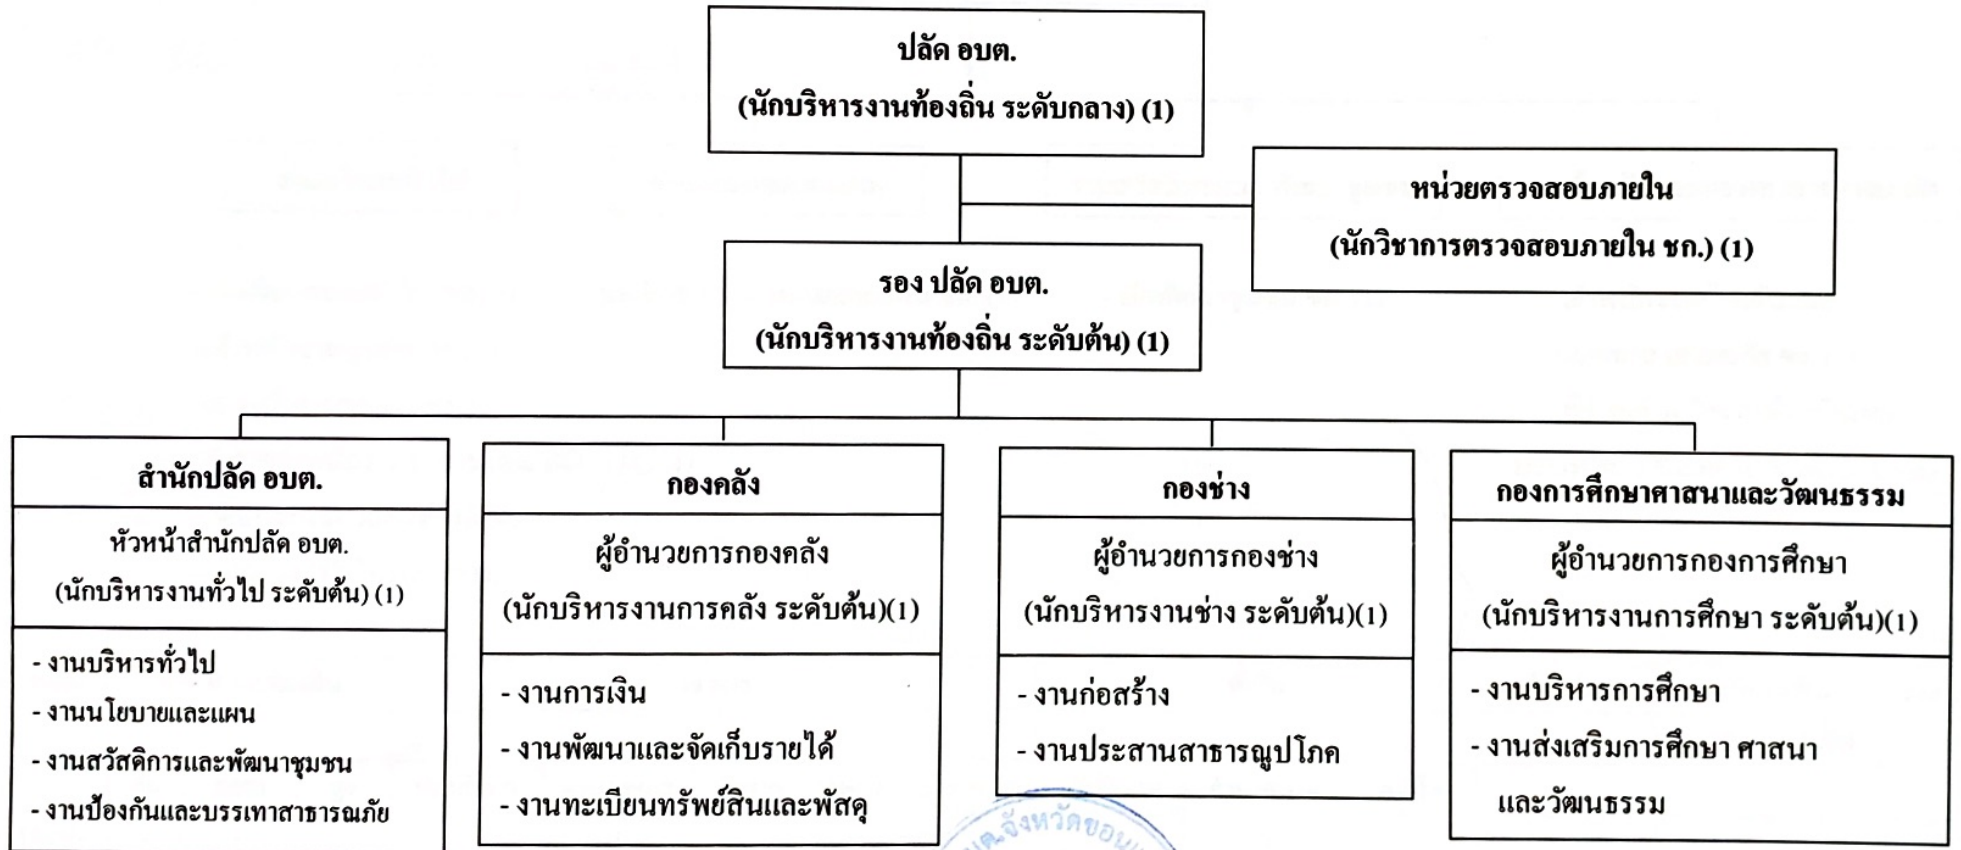 ปลัด อบต.
(นักบริหารงานท้องถิ่น ระดับกลาง) (1)
หน่วยตรวจสอบภายใน
(นักวิชาการตรวจสอบภายใน ชก.) (1)
รอง ปลัด อบต.
(นักบริหารงานท้องถิ่น ระดับต้น) (1)
สำนักปลัด อบต.
หัวหน้าสำนักปลัด อบต.
(นักบริหารงานทั่วไป ระดับต้น) (1)
- งานบริหารทั่วไป
- งานนโยบายและแผน
- งานสวัสดิการและพัฒนาชุมชน
- งานป้องกันและบรรเทาสาธารณภัย
กองคลัง
ผู้อำนวยการกองคลัง
(นักบริหารงานการคลัง ระดับต้น)(1)
- งานการเงิน
- งานพัฒนาและจัดเก็บรายได้
- งานทะเบียนทรัพย์สินและพัสดุ
กองช่าง
ผู้อำนวยการกองช่าง
(นักบริหารงานช่าง ระดับต้น)(1)
- งานก่อสร้าง
- งานประสานสาธารณูปโภค
กองการศึกษาศาสนาและวัฒนธรรม
ผู้อำนวยการกองการศึกษา
(นักบริหารงานการศึกษา ระดับต้น)(1)
- งานบริหารการศึกษา
- งานส่งเสริมการศึกษา ศาสนา
และวัฒนธรรม